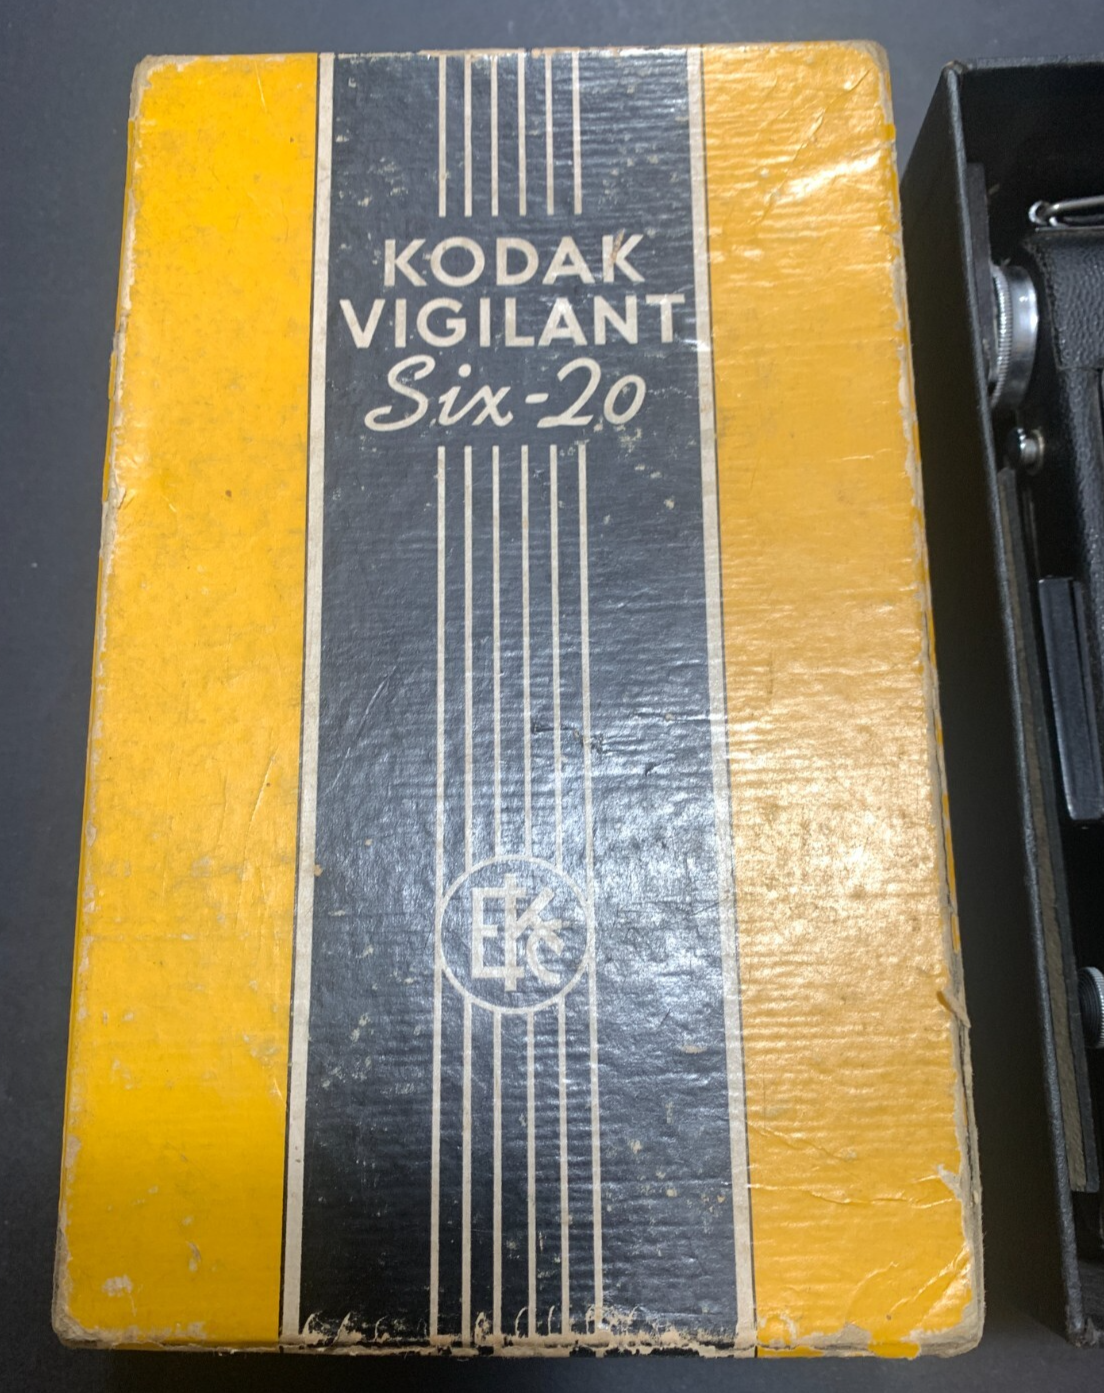 KODAK
VIGILANT
Six-20
EKC